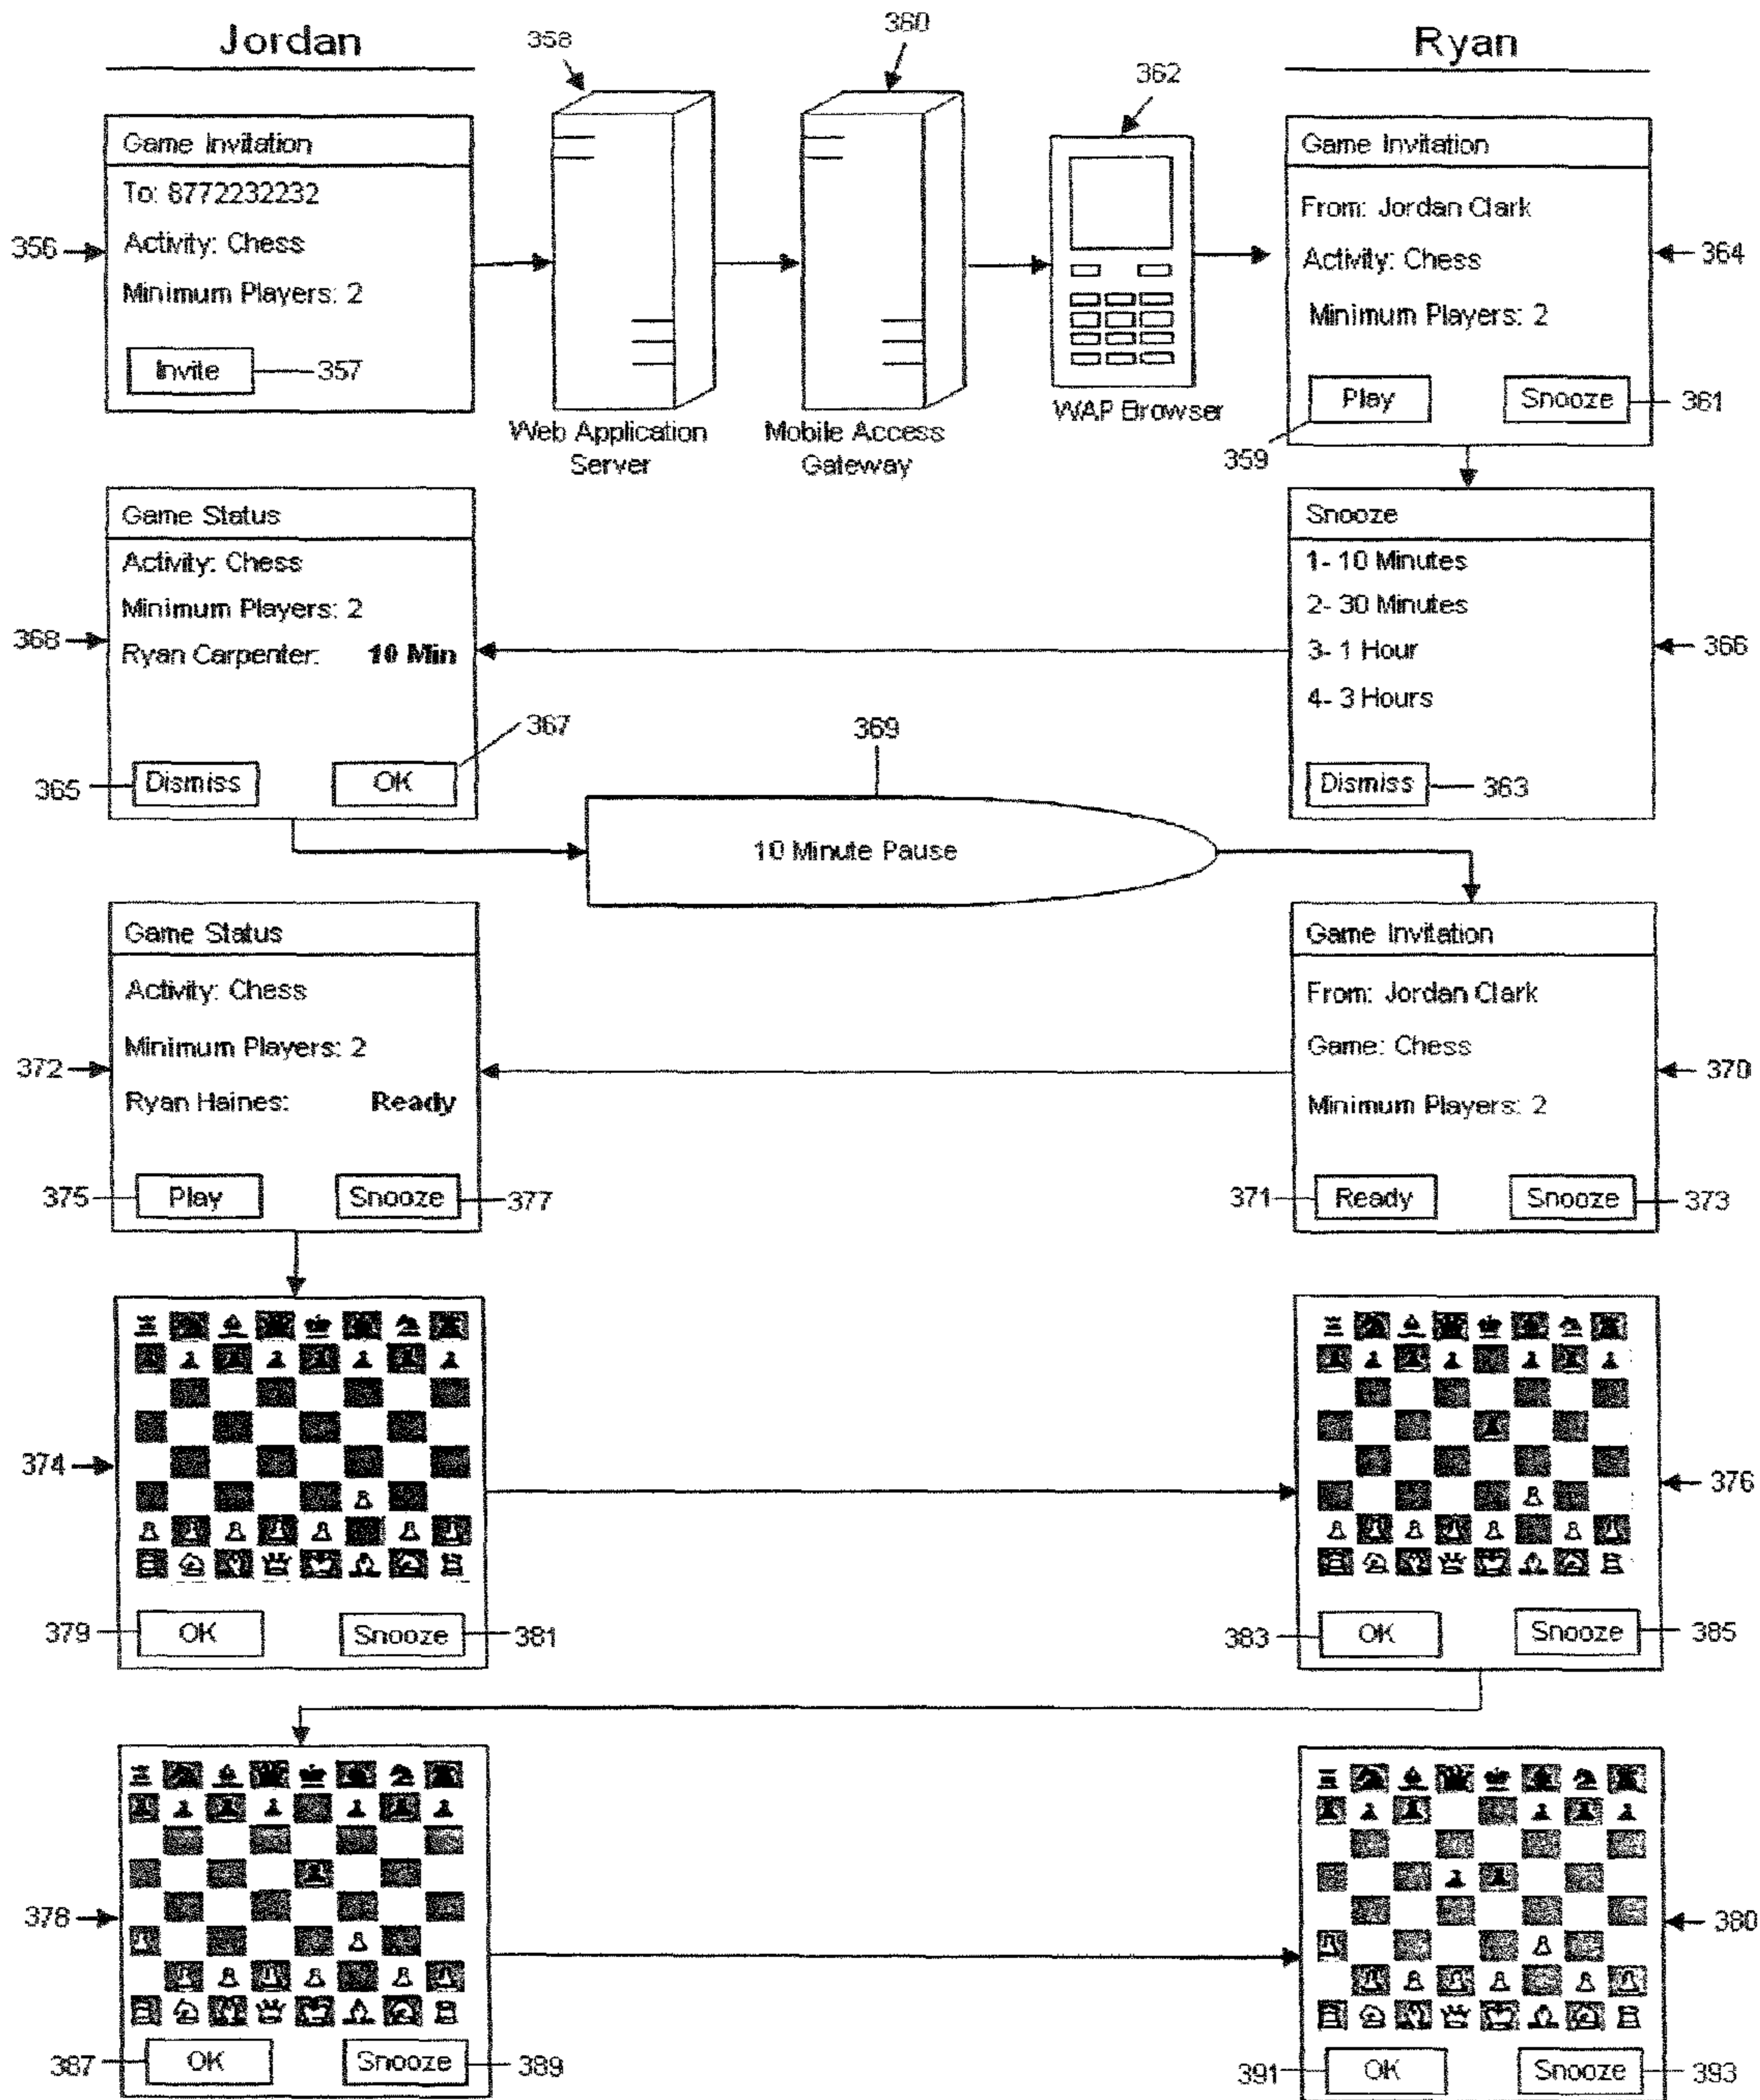 Jordan
358
360
Ryan
362
Game Invitation
To: 8772232232
Activity: Chess
Minimum Players: 2
Invite
356
357
Web Application
Server
Mobile Access
Gateway
WAP Browser
Game Invitation
From: Jordan Clark
Activity: Chess
Minimum Players: 2
Play
Snooze
364
361
359
Game Status
Activity: Chess
Minimum Players: 2
Ryan Carpenter: 10 Min
368
367
365
Dismiss
OK
Snooze
1- 10 Minutes
2- 30 Minutes
3- 1 Hour
4- 3 Hours
366
Dismiss
363
369
10 Minute Pause
Game Status
Activity: Chess
Minimum Players: 2
Ryan Haines: Ready
372
375
Play
Snooze
377
Game Invitation
From: Jordan Clark
Game: Chess
Minimum Players: 2
370
371
Ready
Snooze
373
374
379
OK
Snooze
381
376
383
OK
Snooze
385
378
387
OK
Snooze
389
380
391
OK
Snooze
393